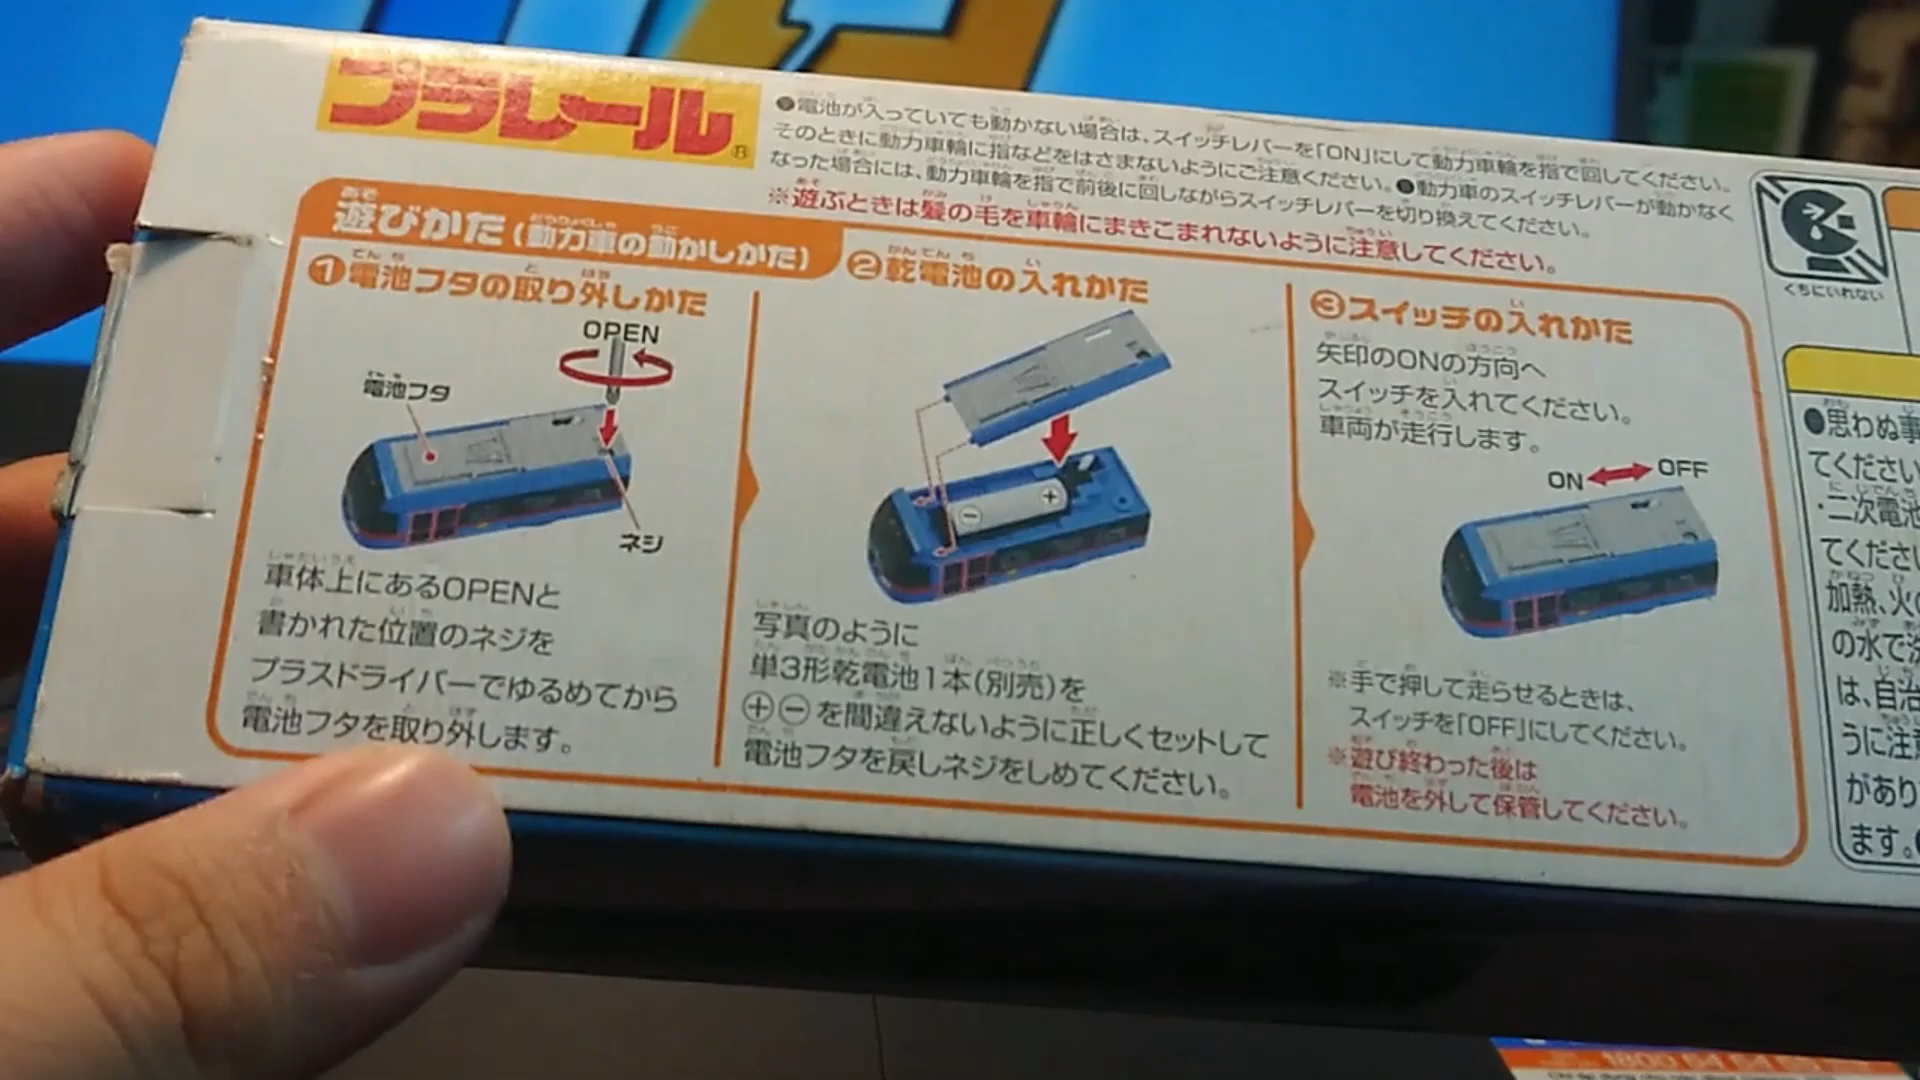 プラレール
●電池が入っていても動かない場合は、スイッチレバーを「ON」にして動力車輪を指で回してください。
そのときに動力車輪に指などをはさまないようにご注意ください。●動力車のスイッチレバーが動かなく
なった場合には、動力車輪を指で前後に回しながらスイッチレバーを切り換えてください。
※遊ぶときは髪の毛を車輪にまきこまれないように注意してください。
くちにいれない
遊びかた(動力車の動かしかた)
①電池フタの取り外しかた
OPEN
電池フタ
ネジ
車体上にあるOPENと
書かれた位置のネジを
プラスドライバーでゆるめてから
電池フタを取り外します。
②乾電池の入れかた
写真のように
単3形乾電池1本(別売)を
⊕⊖を間違えないように正しくセットして
電池フタを戻しネジをしめてください。
③スイッチの入れかた
矢印のONの方向へ
スイッチを入れてください。
車両が走行します。
ON OFF
※手で押して走らせるときは、
スイッチを「OFF」にしてください。
※遊び終わった後は
電池を外して保管してください。
●思わぬ事
てください
・二次電池
てくださ
加熱、火
の水で
は、自治
うに注意
があり
ます。